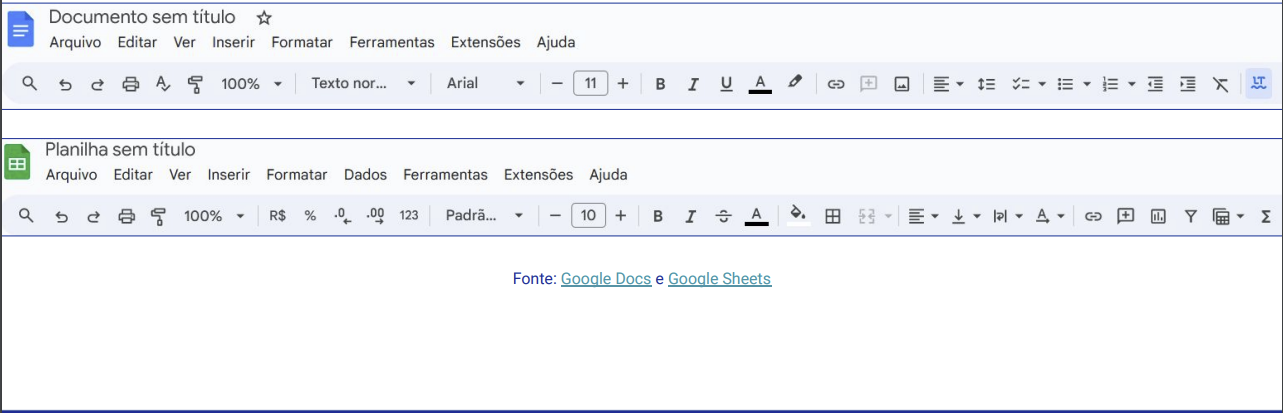 Documento sem título
Arquivo Editar Ver Inserir Formatar Ferramentas Extensões Ajuda
100% Texto nor... Arial 11 B I U A LT
Planilha sem título
Arquivo Editar Ver Inserir Formatar Dados Ferramentas Extensões Ajuda
100% R$ % .0 .00 123 Padrã... 10 B I S A A Σ
Fonte: Google Docs e Google Sheets